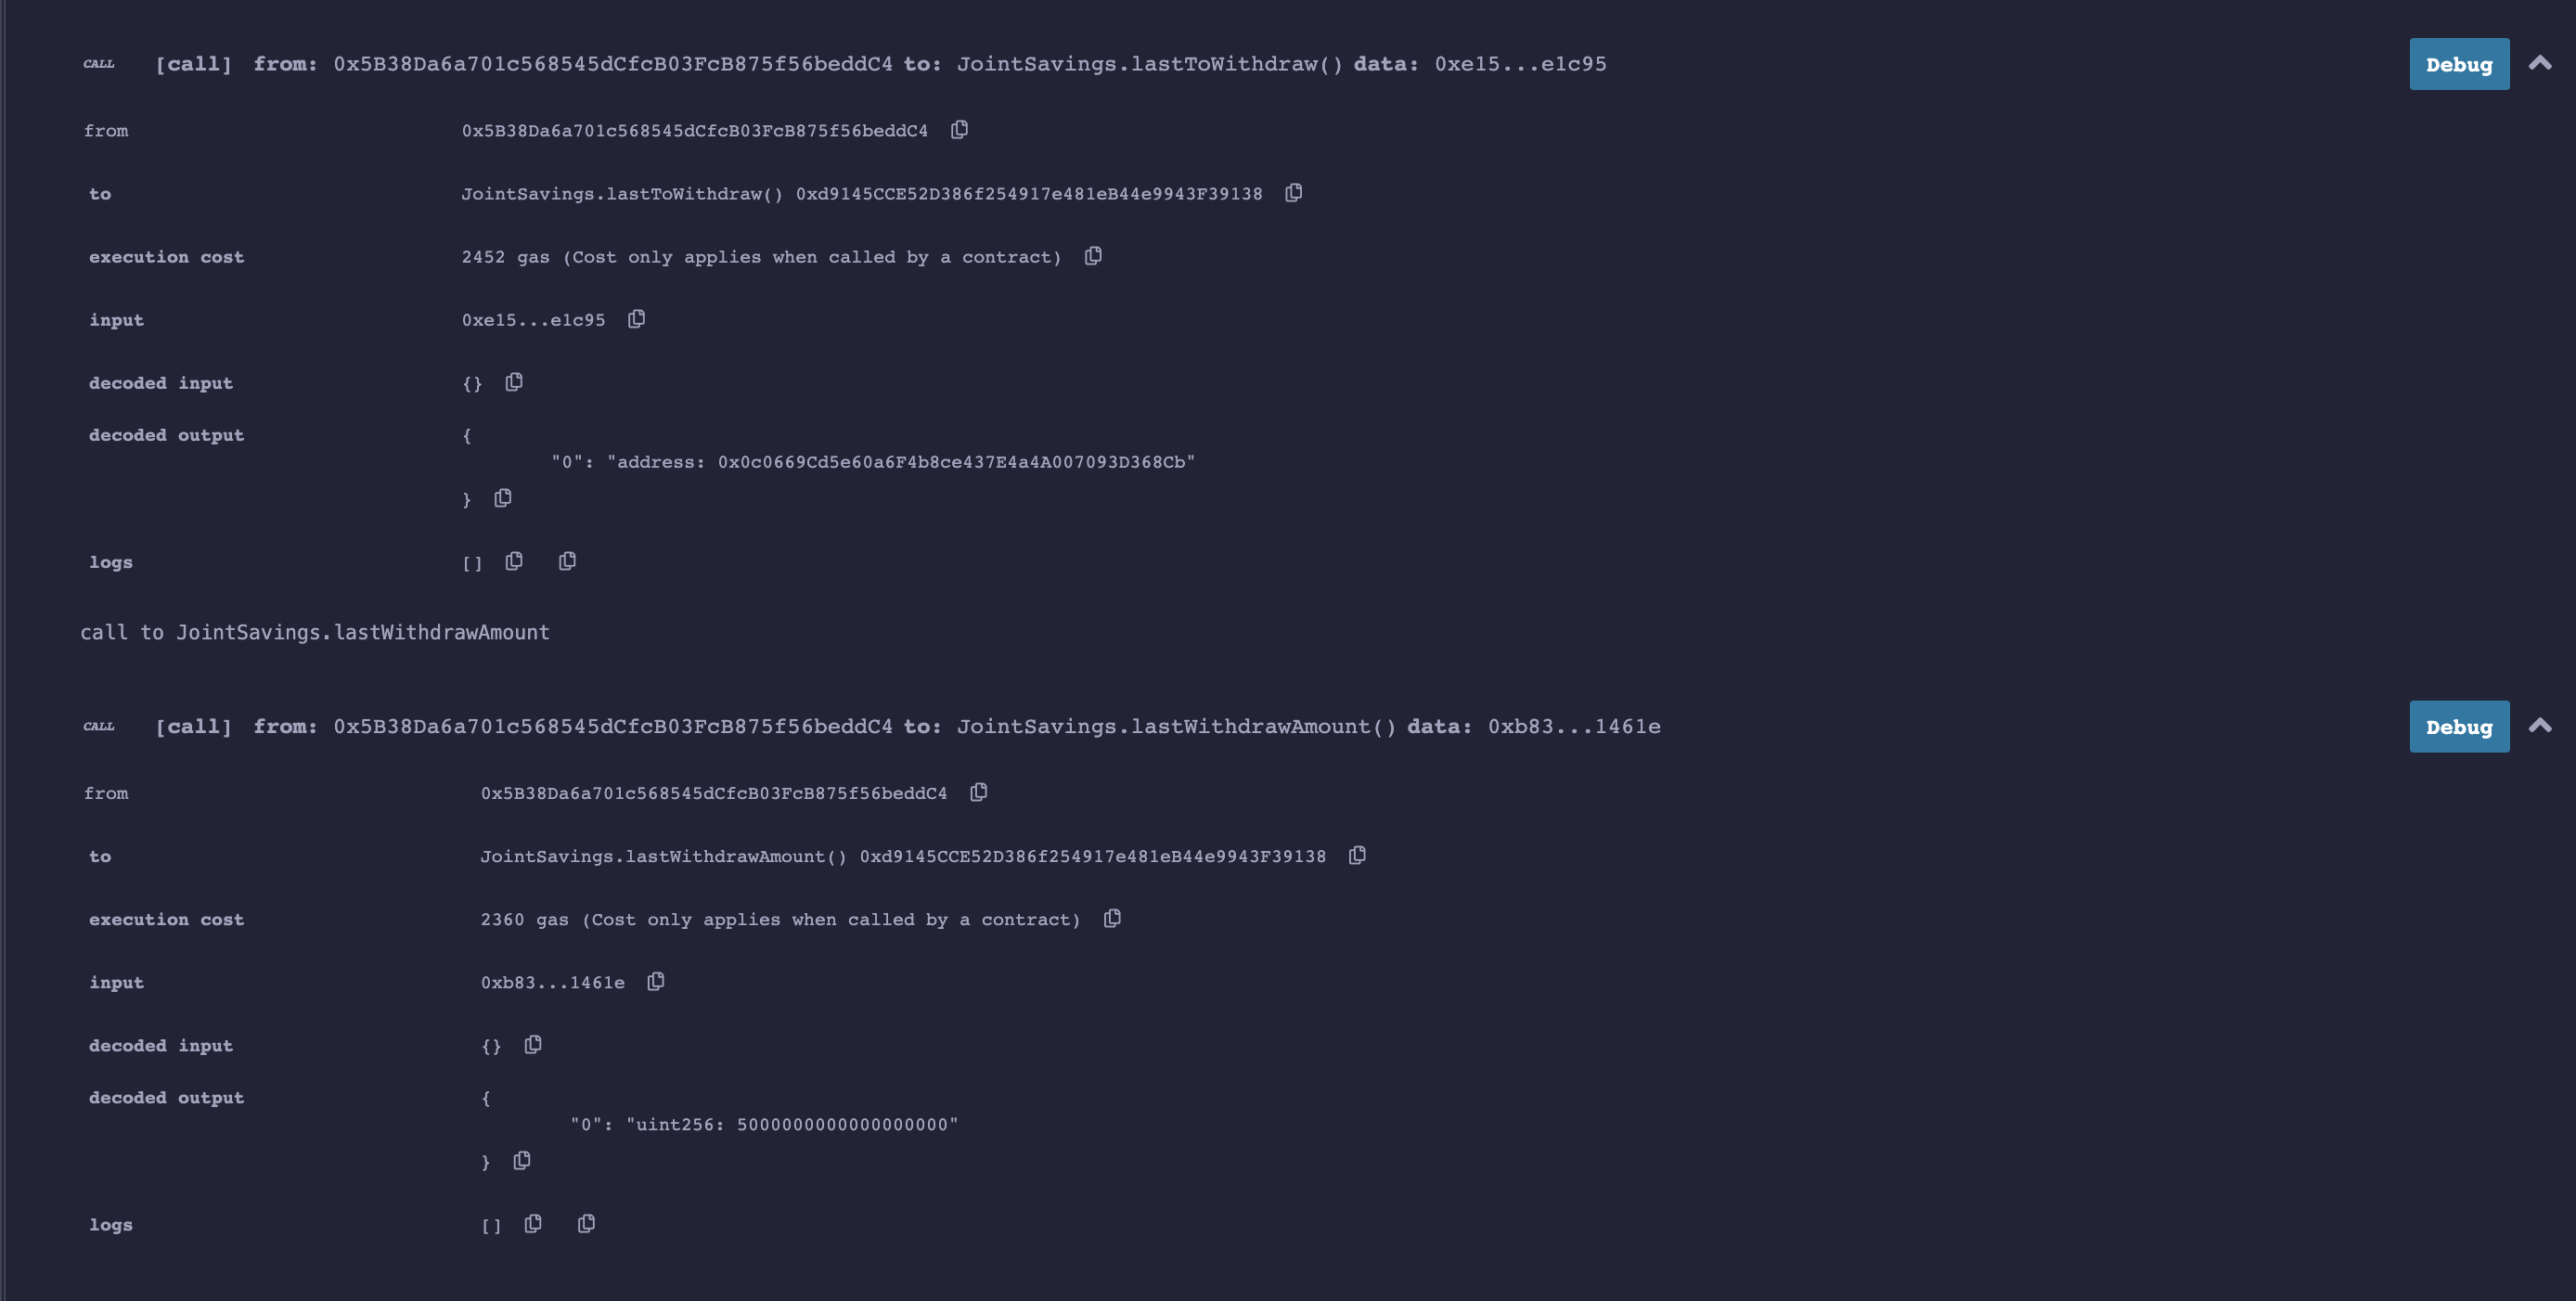 CALL [call] from: 0x5B38Da6a701c568545dCfcB03FcB875f56beddC4 to: JointSavings.lastToWithdraw() data: 0xe15...e1c95 Debug
from 0x5B38Da6a701c568545dCfcB03FcB875f56beddC4
to JointSavings.lastToWithdraw() 0xd9145CCE52D386f254917e481eB44e9943F39138
execution cost 2452 gas (Cost only applies when called by a contract)
input 0xe15...e1c95
decoded input {}
decoded output {
"0": "address: 0x0c0669Cd5e60a6F4b8ce437E4a4A007093D368Cb"
}
logs []
call to JointSavings.lastWithdrawAmount
CALL [call] from: 0x5B38Da6a701c568545dCfcB03FcB875f56beddC4 to: JointSavings.lastWithdrawAmount() data: 0xb83...1461e Debug
from 0x5B38Da6a701c568545dCfcB03FcB875f56beddC4
to JointSavings.lastWithdrawAmount() 0xd9145CCE52D386f254917e481eB44e9943F39138
execution cost 2360 gas (Cost only applies when called by a contract)
input 0xb83...1461e
decoded input {}
decoded output {
"0": "uint256: 5000000000000000000"
}
logs []